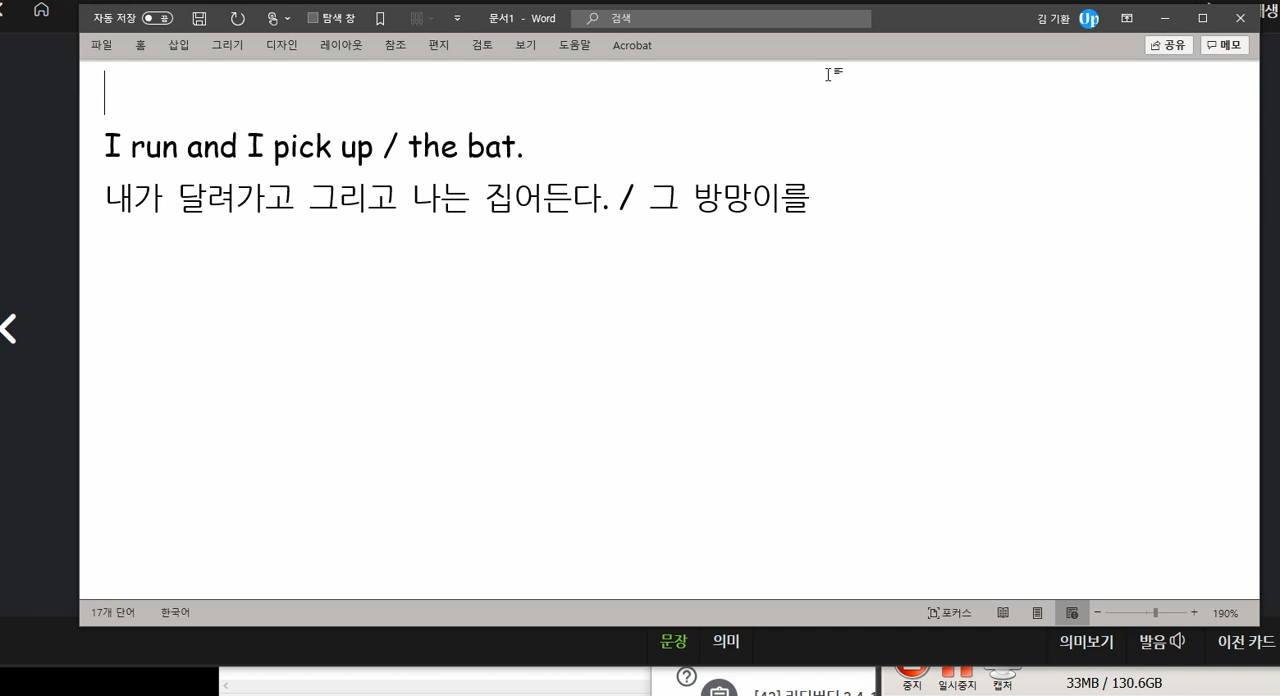 자동 저장 끔 탐색 창 문서1 - Word 검색 김 기환 Up
파일 홈 삽입 그리기 디자인 레이아웃 참조 편지 검토 보기 도움말 Acrobat 공유 메모
I run and I pick up / the bat.
내가 달려가고 그리고 나는 집어든다. / 그 방망이를
17개 단어 한국어 포커스 190%
문장 의미 의미보기 발음 이전 카드
중지 일시중지 캡처 33MB / 130.6GB